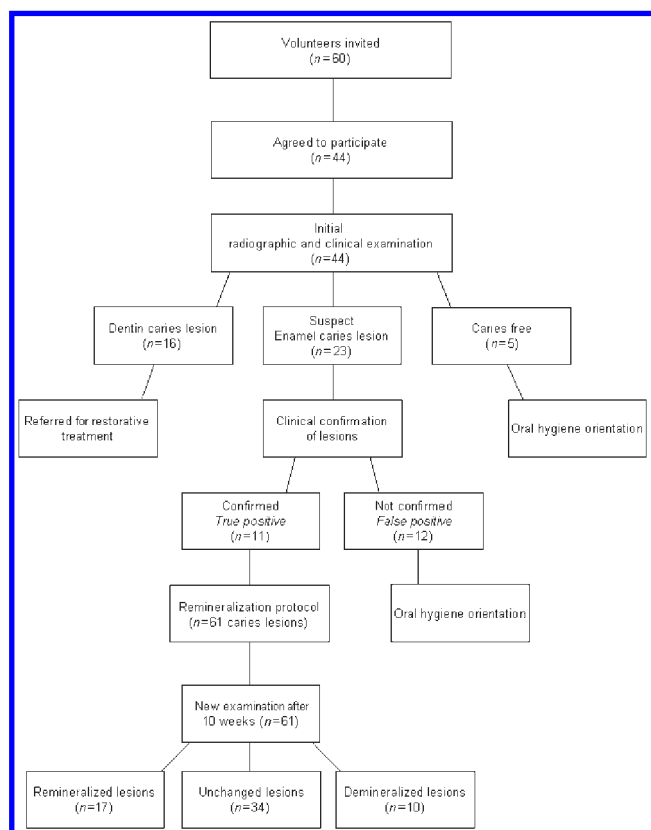 Volunteers invited
(n=60)
Agreed to participate
(n=44)
Initial
radiographic and clinical examination
(n=44)
Dentin caries lesion
(n=16)
Suspect
Enamel caries lesion
(n=23)
Caries free
(n=5)
Referred for restorative
treatment
Clinical confirmation
of lesions
Oral hygiene orientation
Confirmed
True positive
(n=11)
Not confirmed
False positive
(n=12)
Remineralization protocol
(n=61 caries lesions)
Oral hygiene orientation
New examination after
10 weeks (n=61)
Remineralized lesions
(n=17)
Unchanged lesions
(n=34)
Demineralized lesions
(n=10)